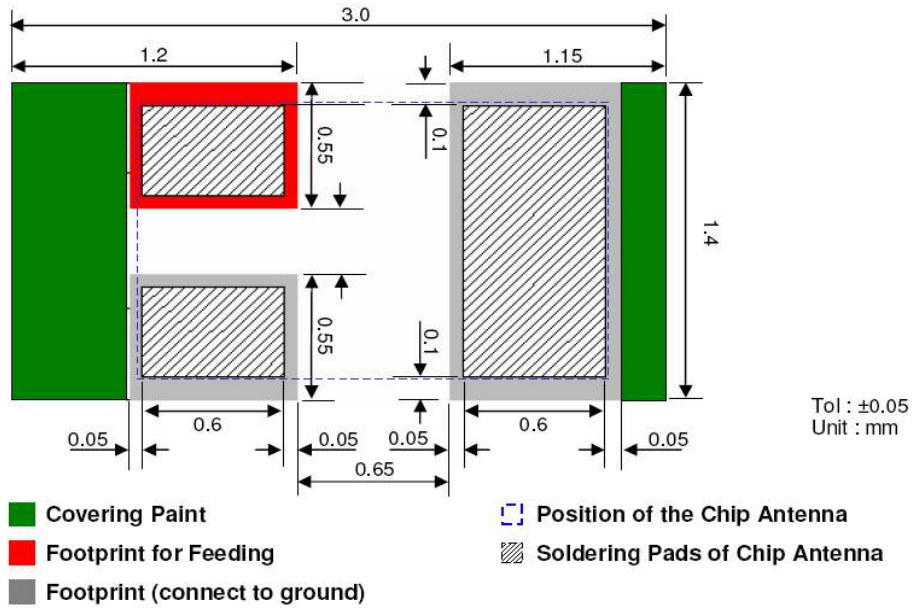 3.0
1.2
1.15
0.55
0.1
1.4
0.55
0.1
0.6
0.6
Tol : ±0.05
Unit : mm
0.05
0.05
0.05
0.05
0.65
Covering Paint
Position of the Chip Antenna
Footprint for Feeding
Soldering Pads of Chip Antenna
Footprint (connect to ground)